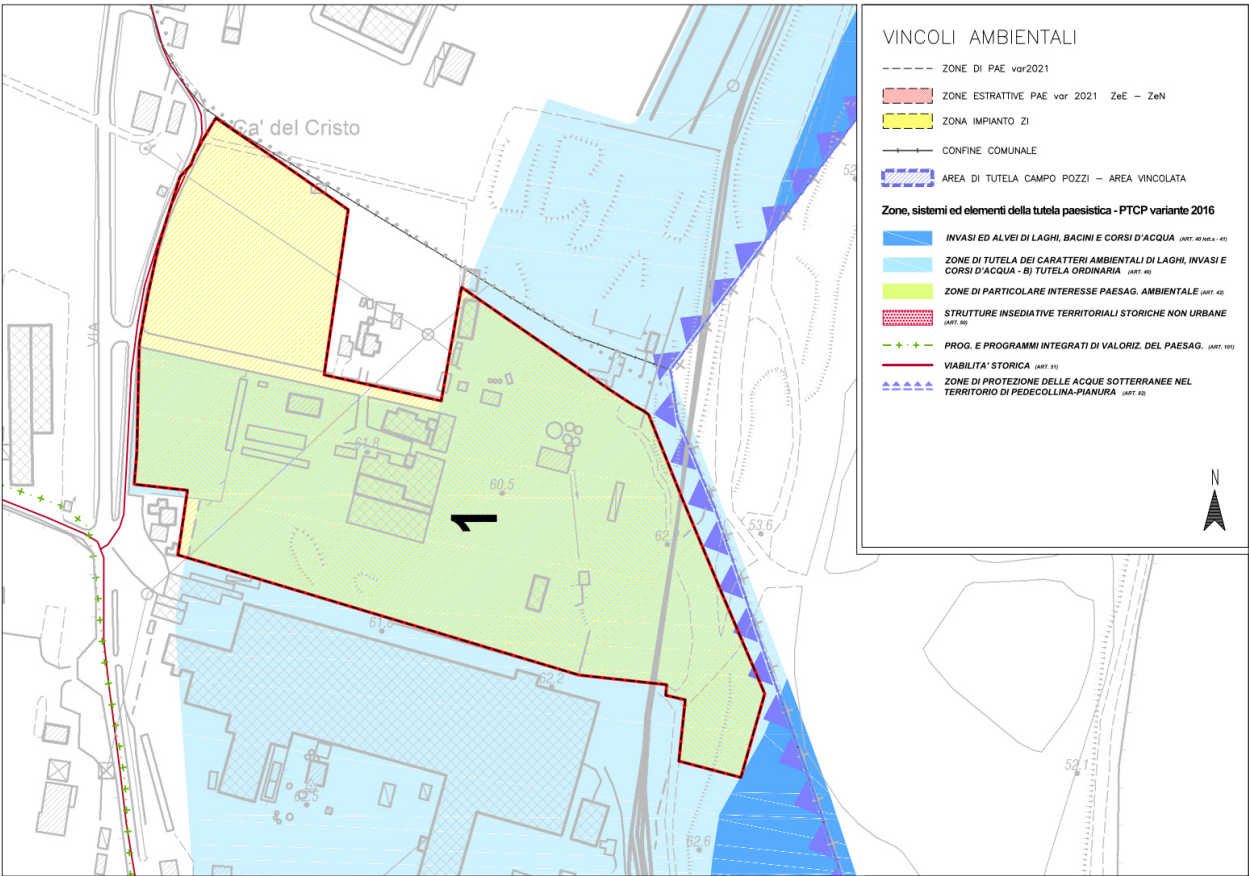 VINCOLI AMBIENTALI
ZONE DI PAE var2021
ZONE ESTRATTIVE PAE var 2021 ZeE – ZeN
ZONA IMPIANTO ZI
CONFINE COMUNALE
AREA DI TUTELA CAMPO POZZI – AREA VINCOLATA
Zone, sistemi ed elementi della tutela paesistica - PTCP variante 2016
INVASI ED ALVEI DI LAGHI, BACINI E CORSI D'ACQUA (ART. 40 lett.a - 41)
ZONE DI TUTELA DEI CARATTERI AMBIENTALI DI LAGHI, INVASI E
CORSI D'ACQUA - B) TUTELA ORDINARIA (ART. 40)
ZONE DI PARTICOLARE INTERESSE PAESAG. AMBIENTALE (ART. 42)
STRUTTURE INSEDIATIVE TERRITORIALI STORICHE NON URBANE
(ART. 50)
PROG. E PROGRAMMI INTEGRATI DI VALORIZ. DEL PAESAG. (ART. 101)
VIABILITA' STORICA (ART. 51)
ZONE DI PROTEZIONE DELLE ACQUE SOTTERRANEE NEL
TERRITORIO DI PEDECOLLINA-PIANURA (ART. 82)
N
Ca' del Cristo
VIA
61.8
60.5
1
62
53.6
62.2
52.1
62.6